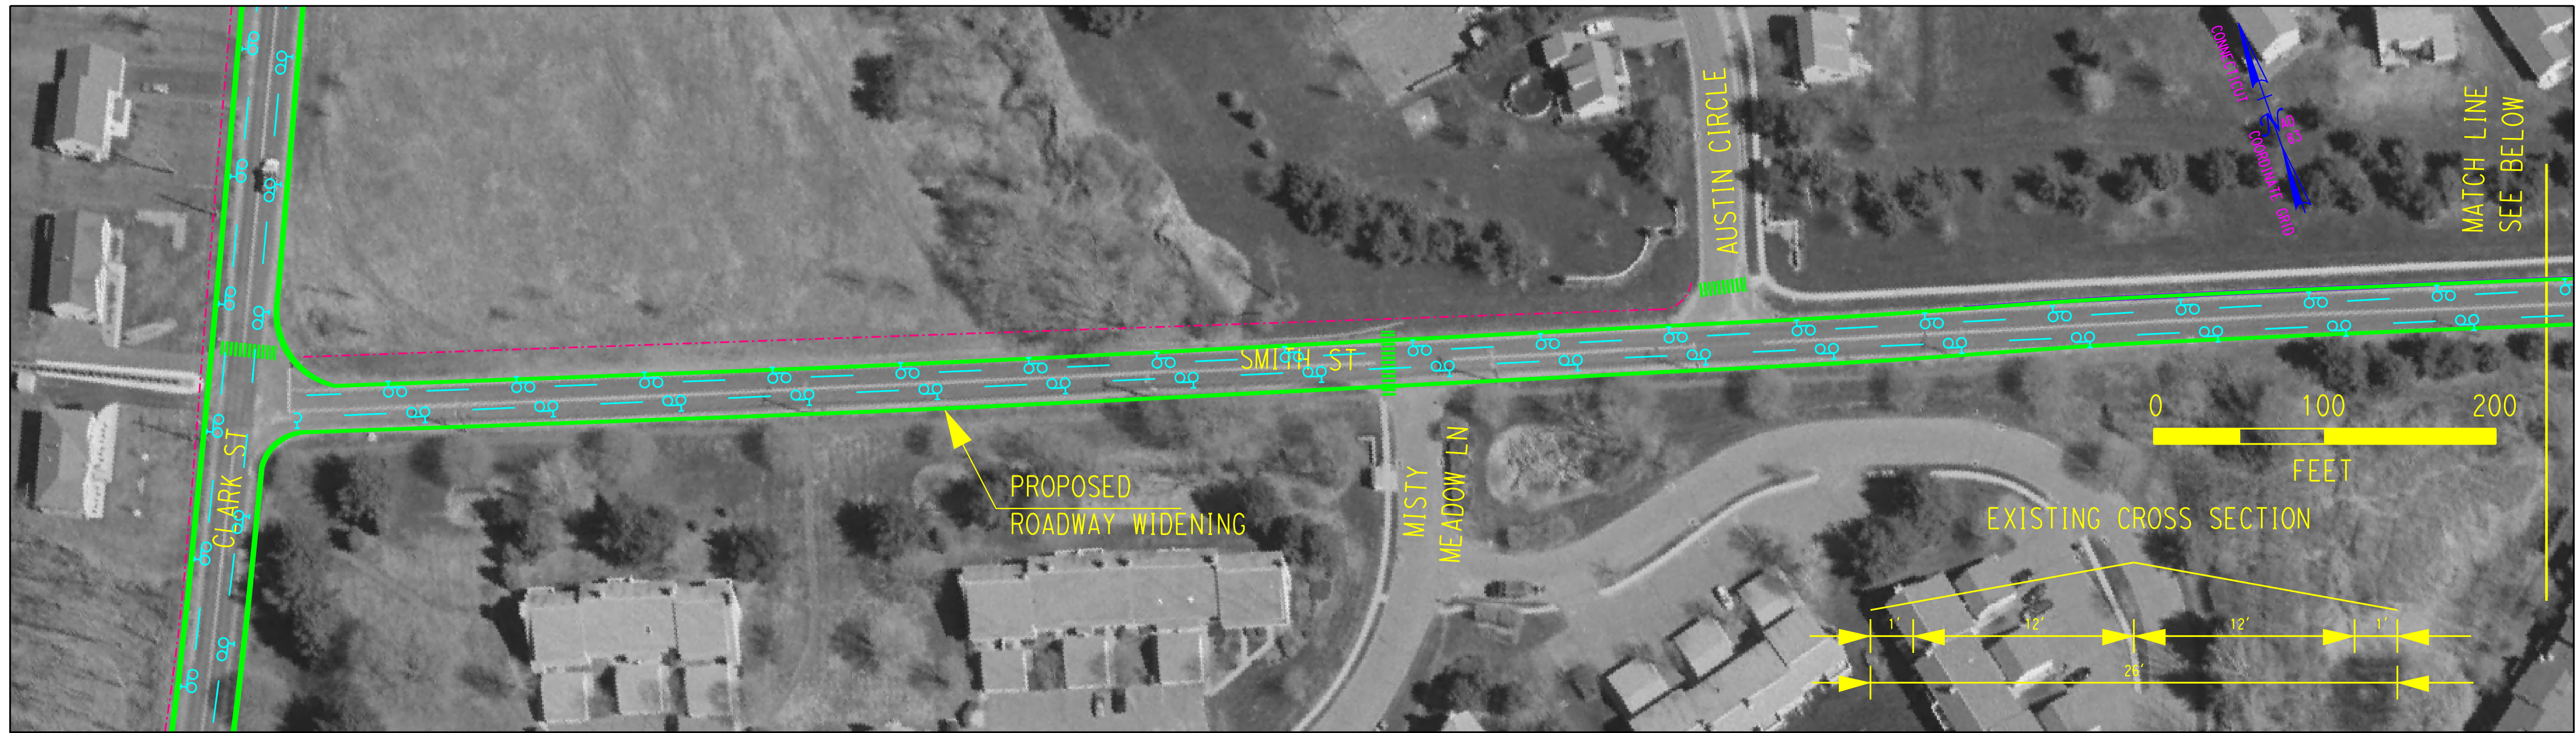 CLARK ST
PROPOSED
ROADWAY WIDENING
SMITH ST
MISTY
MEADOW LN
AUSTIN CIRCLE
CONNECTICUT
COORDINATE GRID
MATCH LINE
SEE BELOW
0 100 200
FEET
EXISTING CROSS SECTION
1' 12' 12' 1'
26'